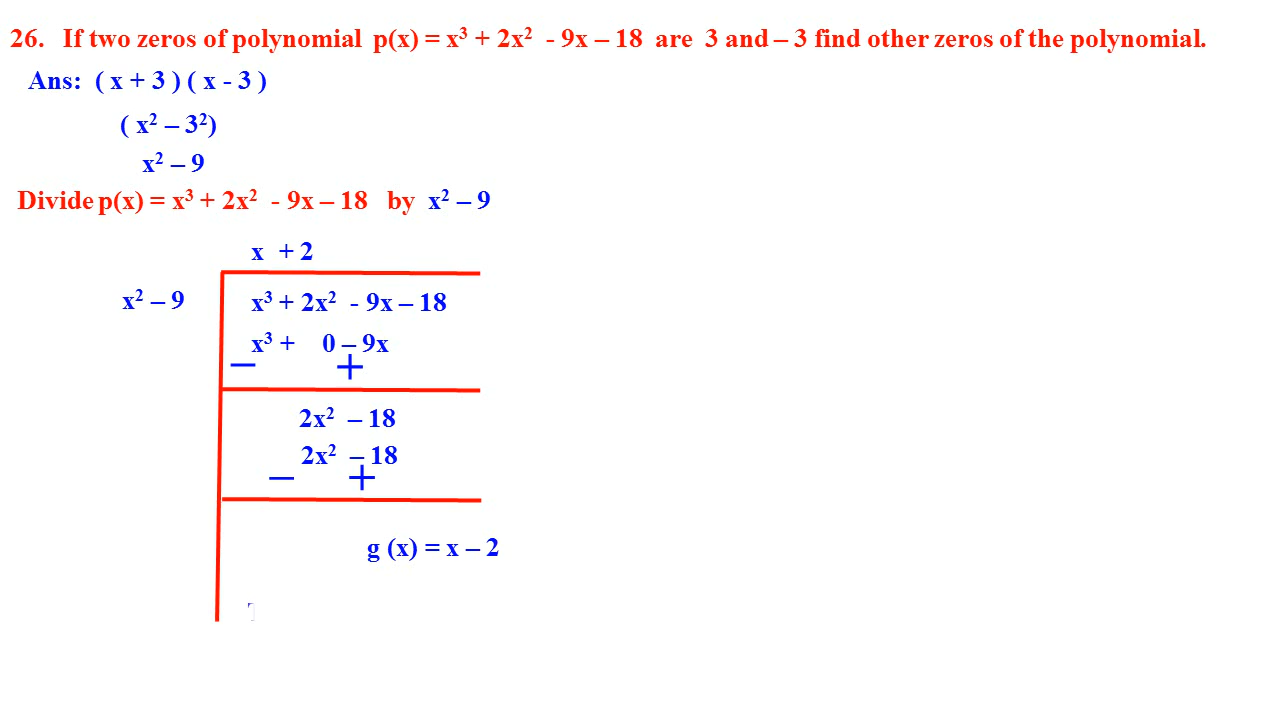 26. If two zeros of polynomial p(x) = x³ + 2x² - 9x – 18 are 3 and – 3 find other zeros of the polynomial.
Ans: ( x + 3 ) ( x - 3 )
( x² – 3²)
x² – 9
Divide p(x) = x³ + 2x² - 9x – 18 by x² – 9
x + 2
x² – 9 x³ + 2x² - 9x – 18
x³ + 0 – 9x
– +
2x² – 18
2x² – 18
– +
g (x) = x – 2